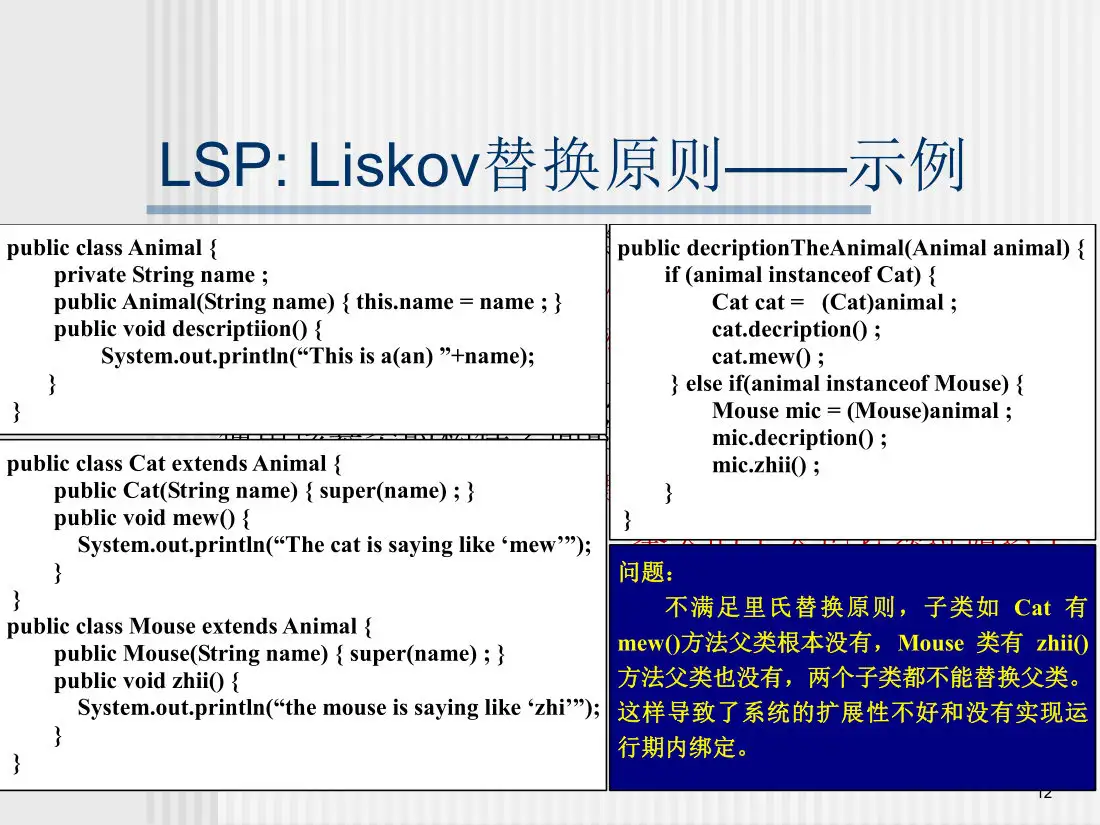 LSP: Liskov替换原则——示例
public class Animal {
private String name ;
public Animal(String name) { this.name = name ; }
public void descriptiion() {
System.out.println(“This is a(an) ”+name);
}
}
public class Cat extends Animal {
public Cat(String name) { super(name) ; }
public void mew() {
System.out.println(“The cat is saying like ‘mew’”);
}
}
public class Mouse extends Animal {
public Mouse(String name) { super(name) ; }
public void zhii() {
System.out.println(“the mouse is saying like ‘zhi’”);
}
}
public decriptionTheAnimal(Animal animal) {
if (animal instanceof Cat) {
Cat cat = (Cat)animal ;
cat.decription() ;
cat.mew() ;
} else if(animal instanceof Mouse) {
Mouse mic = (Mouse)animal ;
mic.decription() ;
mic.zhii() ;
}
}
问题：
不满足里氏替换原则，子类如 Cat 有
mew()方法父类根本没有，Mouse 类有 zhii()
方法父类也没有，两个子类都不能替换父类。
这样导致了系统的扩展性不好和没有实现运
行期内绑定。
12